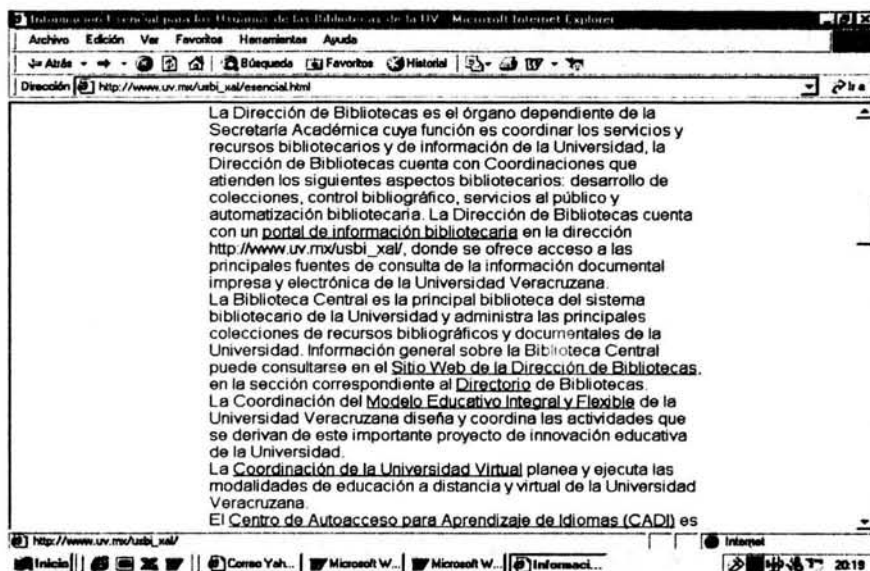 Información Esencial para los Usuarios de las Bibliotecas de la UV - Microsoft Internet Explorer
Archivo Edición Ver Favoritos Herramientas Ayuda
Atrás Búsqueda Favoritos Historial
Dirección http://www.uv.mx/usbi_xal/esencial.html Ir a
La Dirección de Bibliotecas es el órgano dependiente de la
Secretaría Académica cuya función es coordinar los servicios y
recursos bibliotecarios y de información de la Universidad, la
Dirección de Bibliotecas cuenta con Coordinaciones que
atienden los siguientes aspectos bibliotecarios: desarrollo de
colecciones, control bibliográfico, servicios al público y
automatización bibliotecaria. La Dirección de Bibliotecas cuenta
con un portal de información bibliotecaria en la dirección
http://www.uv.mx/usbi_xal/, donde se ofrece acceso a las
principales fuentes de consulta de la información documental
impresa y electrónica de la Universidad Veracruzana.
La Biblioteca Central es la principal biblioteca del sistema
bibliotecario de la Universidad y administra las principales
colecciones de recursos bibliográficos y documentales de la
Universidad. Información general sobre la Biblioteca Central
puede consultarse en el Sitio Web de la Dirección de Bibliotecas,
en la sección correspondiente al Directorio de Bibliotecas.
La Coordinación del Modelo Educativo Integral y Flexible de la
Universidad Veracruzana diseña y coordina las actividades que
se derivan de este importante proyecto de innovación educativa
de la Universidad.
La Coordinación de la Universidad Virtual planea y ejecuta las
modalidades de educación a distancia y virtual de la Universidad
Veracruzana.
El Centro de Autoacceso para Aprendizaje de Idiomas (CADI) es
http://www.uv.mx/usbi_xal/ Internet
Inicio Correo Yah... Microsoft W... Microsoft W... Informaci... 20:19